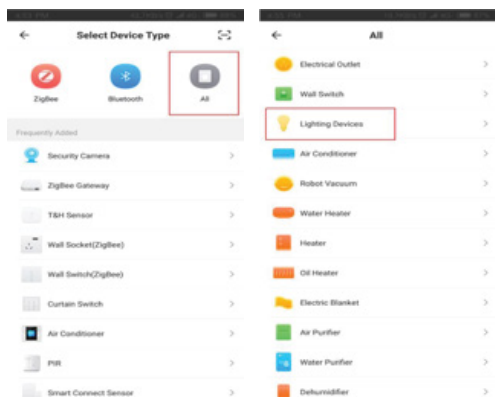 Select Device Type
ZigBee
Bluetooth
All
Frequently Added
Security Camera
ZigBee Gateway
T&H Sensor
Wall Socket(ZigBee)
Wall Switch(ZigBee)
Curtain Switch
Air Conditioner
PIR
Smart Connect Sensor
All
Electrical Outlet
Wall Switch
Lighting Devices
Air Conditioner
Robot Vacuum
Water Heater
Heater
Oil Heater
Electric Blanket
Air Purifier
Water Purifier
Dehumidifier